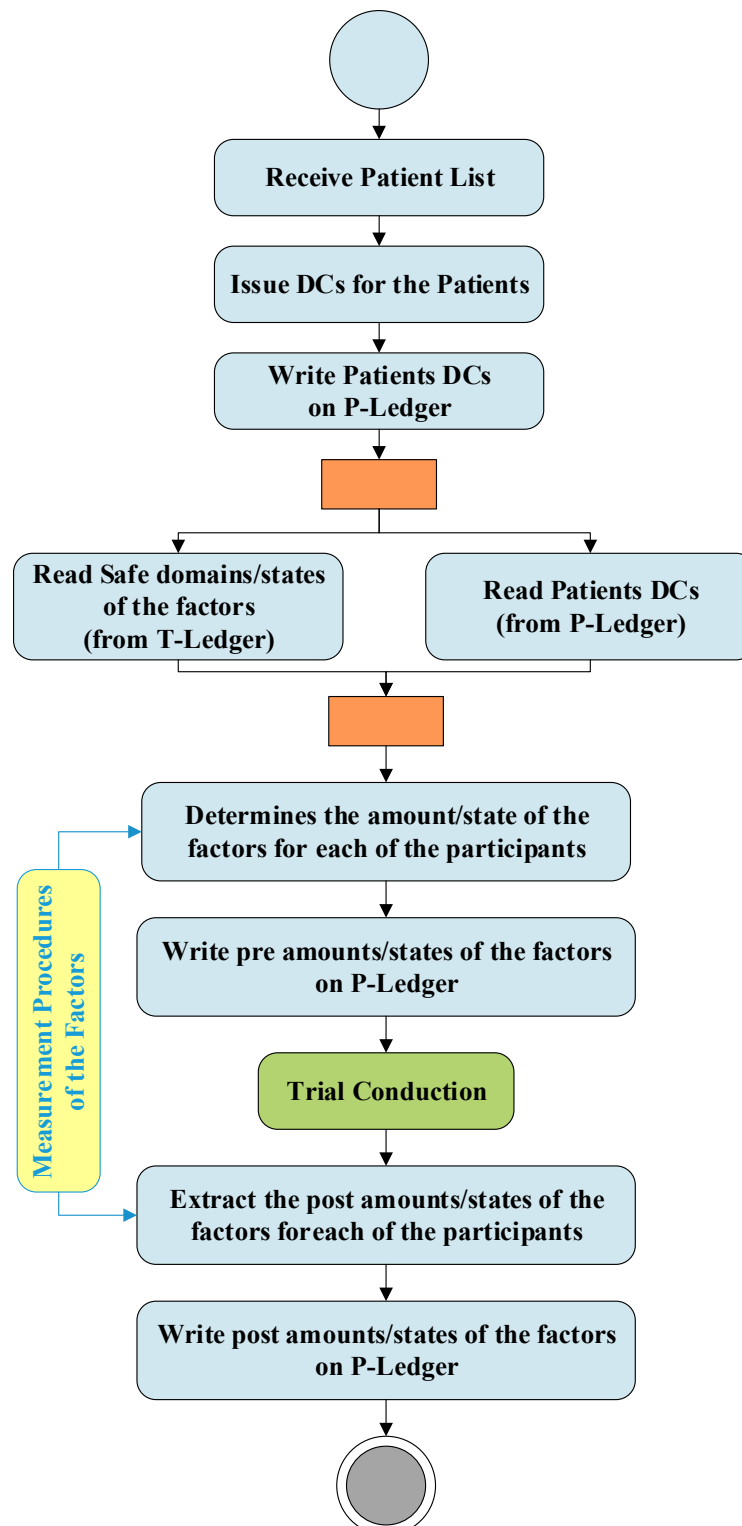 Receive Patient List
Issue DCs for the Patients
Write Patients DCs
on P-Ledger
Read Safe domains/states
of the factors
(from T-Ledger)
Read Patients DCs
(from P-Ledger)
Determines the amount/state of the
factors for each of the participants
Measurement Procedures
of the Factors
Write pre amounts/states of the factors
on P-Ledger
Trial Conduction
Extract the post amounts/states of the
factors foreach of the participants
Write post amounts/states of the factors
on P-Ledger